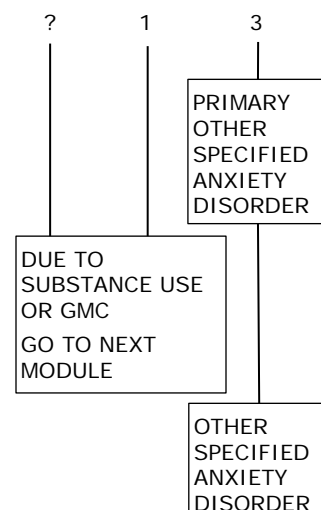 ? 1 3
PRIMARY
OTHER
SPECIFIED
ANXIETY
DISORDER
DUE TO
SUBSTANCE USE
OR GMC
GO TO NEXT
MODULE
OTHER
SPECIFIED
ANXIETY
DISORDER